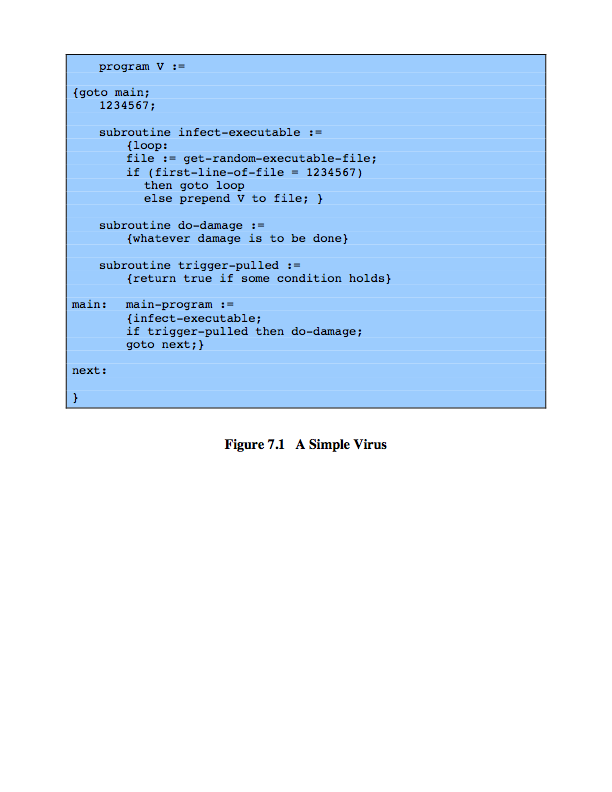 program V :=
{goto main;
1234567;
subroutine infect-executable :=
{loop:
file := get-random-executable-file;
if (first-line-of-file = 1234567)
then goto loop
else prepend V to file; }
subroutine do-damage :=
{whatever damage is to be done}
subroutine trigger-pulled :=
{return true if some condition holds}
main: main-program :=
{infect-executable;
if trigger-pulled then do-damage;
goto next;}
next:
}
Figure 7.1 A Simple Virus